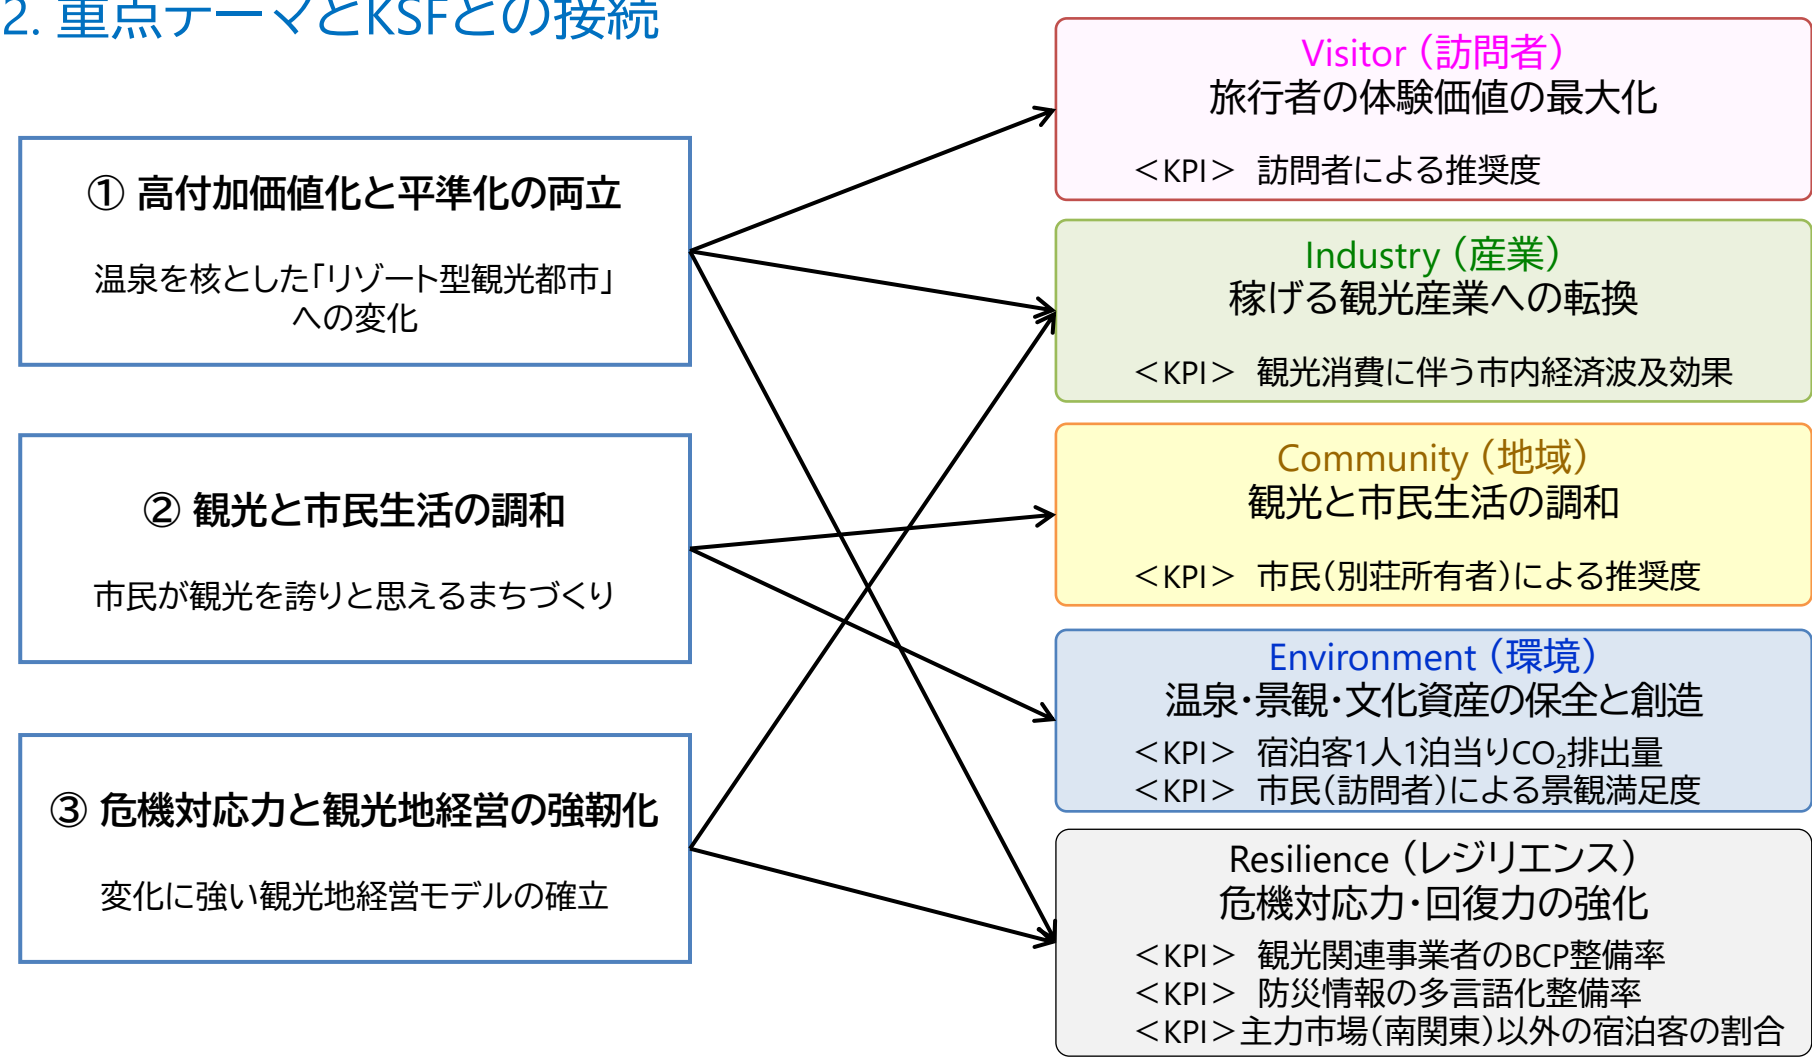 2. 重点テーマとKSFとの接続
① 高付加価値化と平準化の両立
温泉を核とした「リゾート型観光都市」
への変化
② 観光と市民生活の調和
市民が観光を誇りと思えるまちづくり
③ 危機対応力と観光地経営の強靭化
変化に強い観光地経営モデルの確立
Visitor（訪問者）
旅行者の体験価値の最大化
＜KPI＞ 訪問者による推奨度
Industry（産業）
稼げる観光産業への転換
＜KPI＞ 観光消費に伴う市内経済波及効果
Community（地域）
観光と市民生活の調和
＜KPI＞ 市民（別荘所有者）による推奨度
Environment（環境）
温泉・景観・文化資産の保全と創造
＜KPI＞ 宿泊客1人1泊当りCO₂排出量
＜KPI＞ 市民（訪問者）による景観満足度
Resilience（レジリエンス）
危機対応力・回復力の強化
＜KPI＞ 観光関連事業者のBCP整備率
＜KPI＞ 防災情報の多言語化整備率
＜KPI＞主力市場（南関東）以外の宿泊客の割合